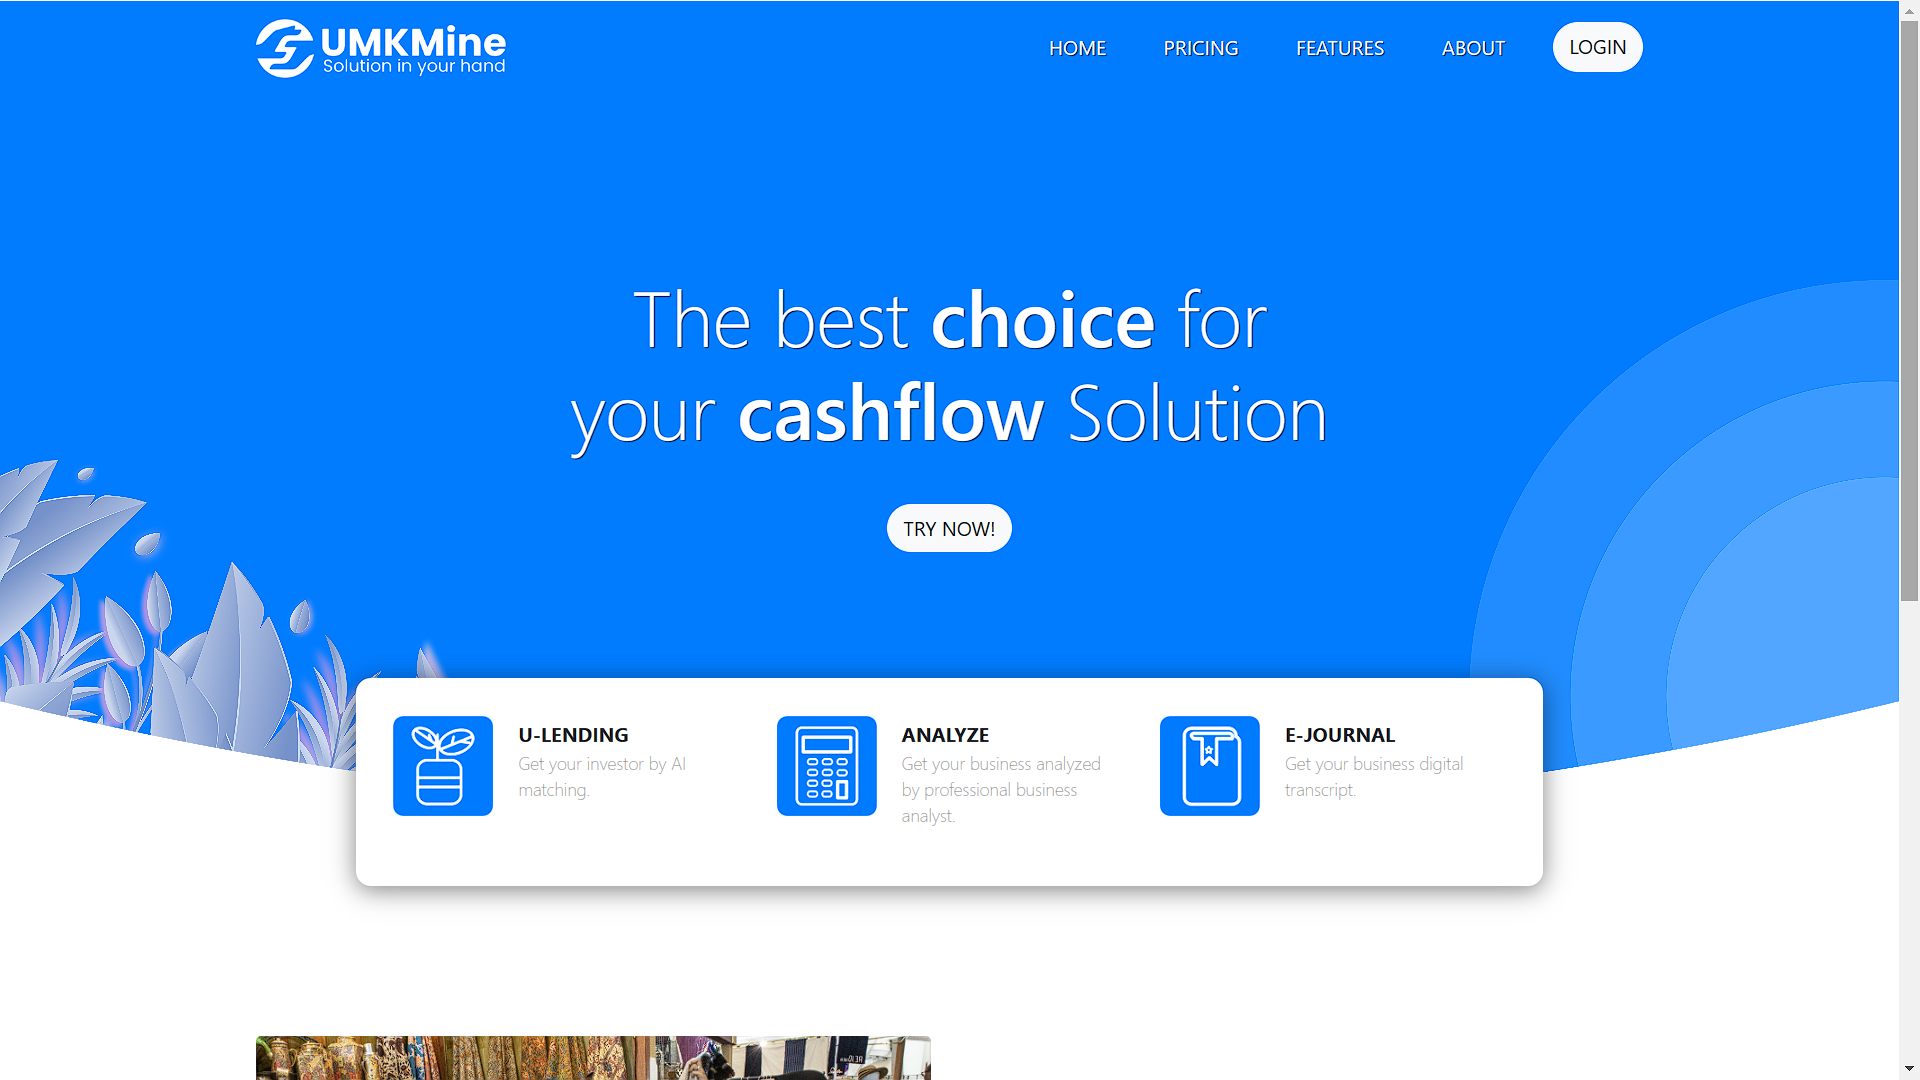 UMKMine
Solution in your hand
HOME
PRICING
FEATURES
ABOUT
LOGIN
The best choice for
your cashflow Solution
TRY NOW!
U-LENDING
Get your investor by AI
matching.
ANALYZE
Get your business analyzed
by professional business
analyst.
E-JOURNAL
Get your business digital
transcript.